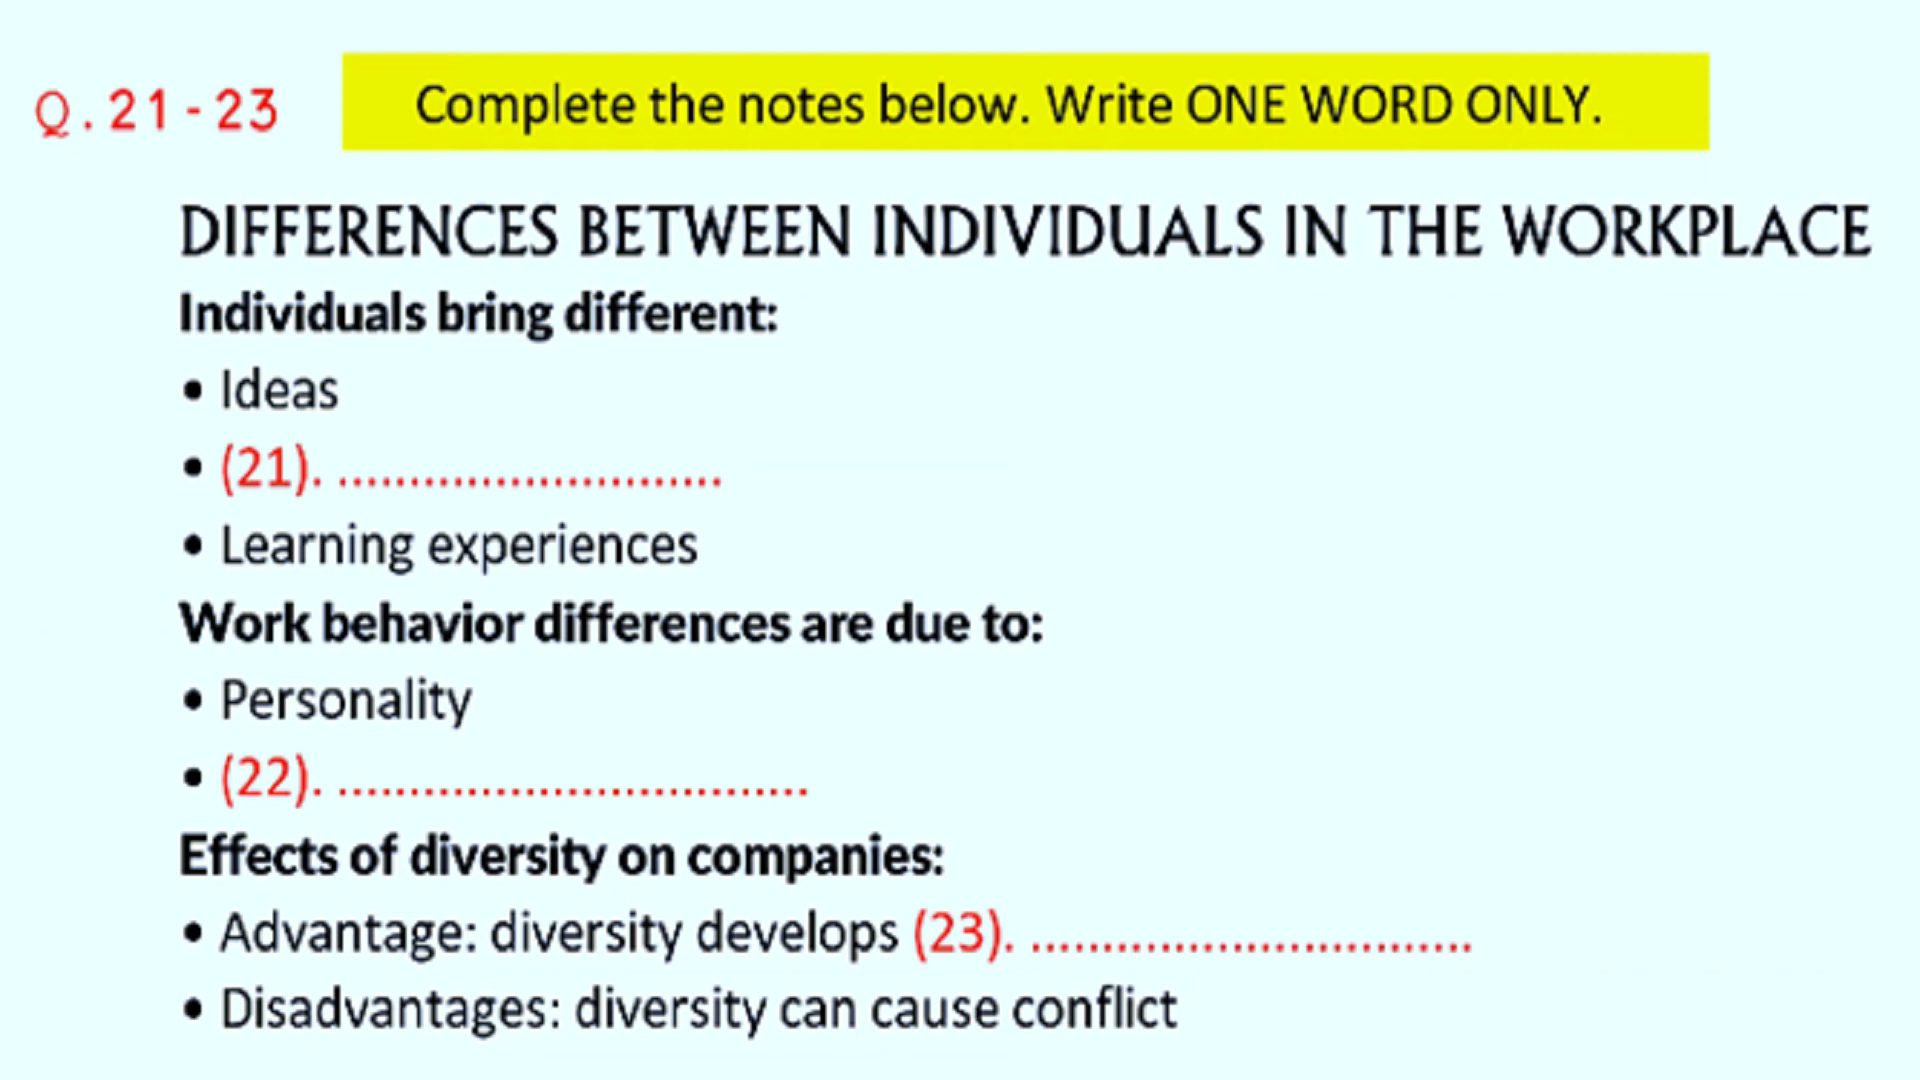 Q.21-23
Complete the notes below. Write ONE WORD ONLY.
DIFFERENCES BETWEEN INDIVIDUALS IN THE WORKPLACE
Individuals bring different:
• Ideas
• (21). ...........................
• Learning experiences
Work behavior differences are due to:
• Personality
• (22). .................................
Effects of diversity on companies:
• Advantage: diversity develops (23). ...............................
• Disadvantages: diversity can cause conflict